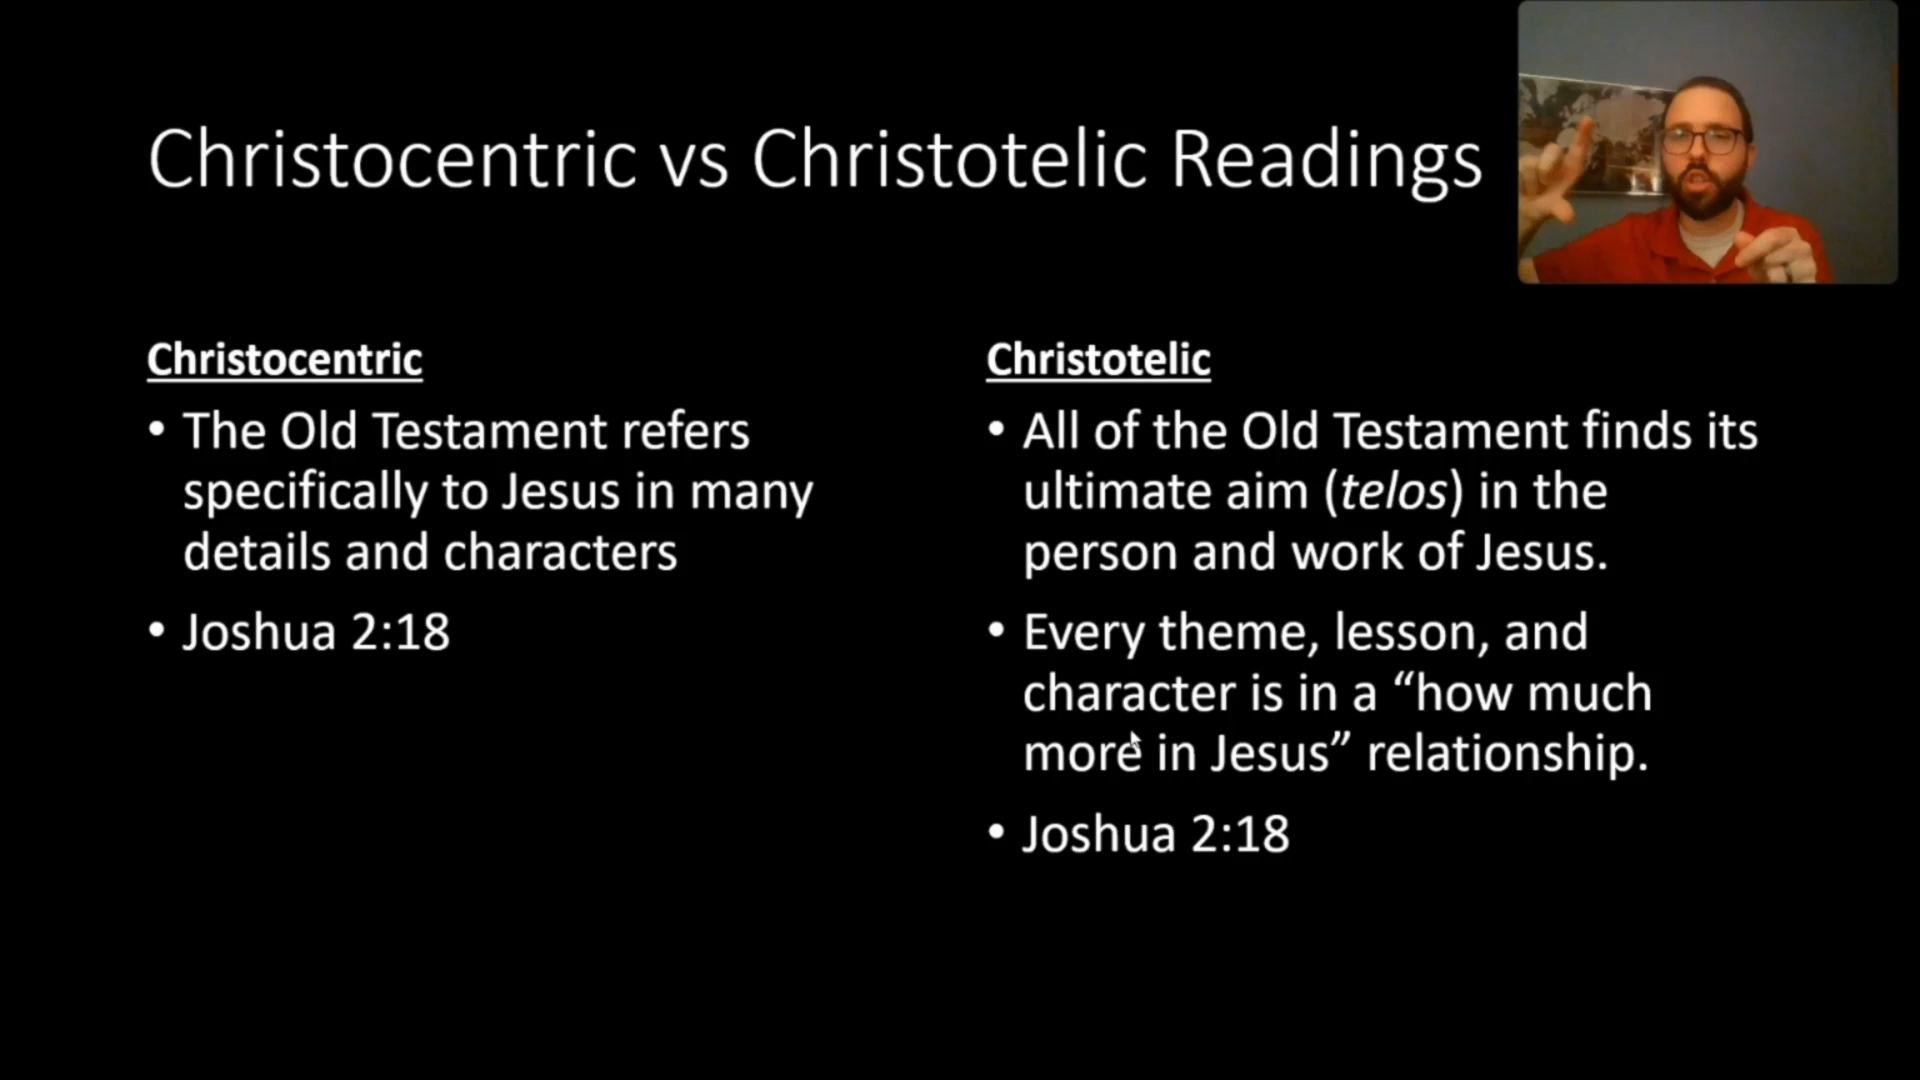 Christocentric vs Christotelic Readings
Christocentric
• The Old Testament refers
specifically to Jesus in many
details and characters
• Joshua 2:18
Christotelic
• All of the Old Testament finds its
ultimate aim (telos) in the
person and work of Jesus.
• Every theme, lesson, and
character is in a “how much
more in Jesus” relationship.
• Joshua 2:18